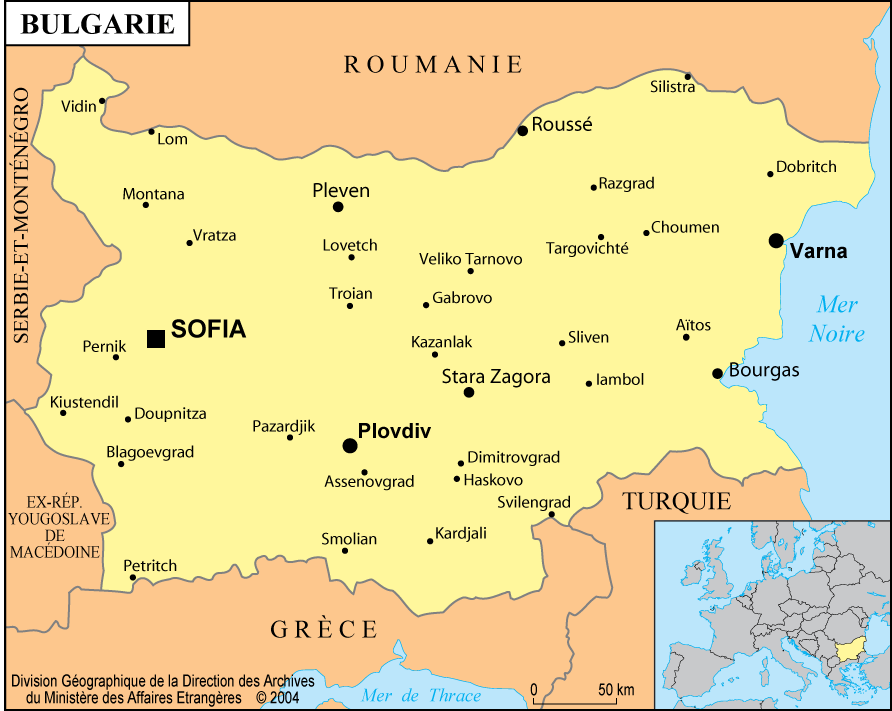 BULGARIE
ROUMANIE
SERBIE-ET-MONTÉNÉGRO
Vidin
Lom
Silistra
Roussé
Dobritch
Montana
Pleven
Razgrad
Vratza
Lovetch
Veliko Tarnovo
Targovichté
Choumen
Varna
Troian
Gabrovo
Mer
Noire
SOFIA
Pernik
Kazanlak
Sliven
Aïtos
Stara Zagora
Iambol
Bourgas
Kiustendil
Doupnitza
Pazardjik
Plovdiv
Blagoevgrad
Assenovgrad
Dimitrovgrad
Haskovo
Svilengrad
TURQUIE
EX-RÉP.
YOUGOSLAVE
DE
MACÉDOINE
Petritch
Smolian
Kardjali
GRÈCE
Division Géographique de la Direction des Archives
du Ministère des Affaires Etrangères © 2004
Mer de Thrace
0 50 km